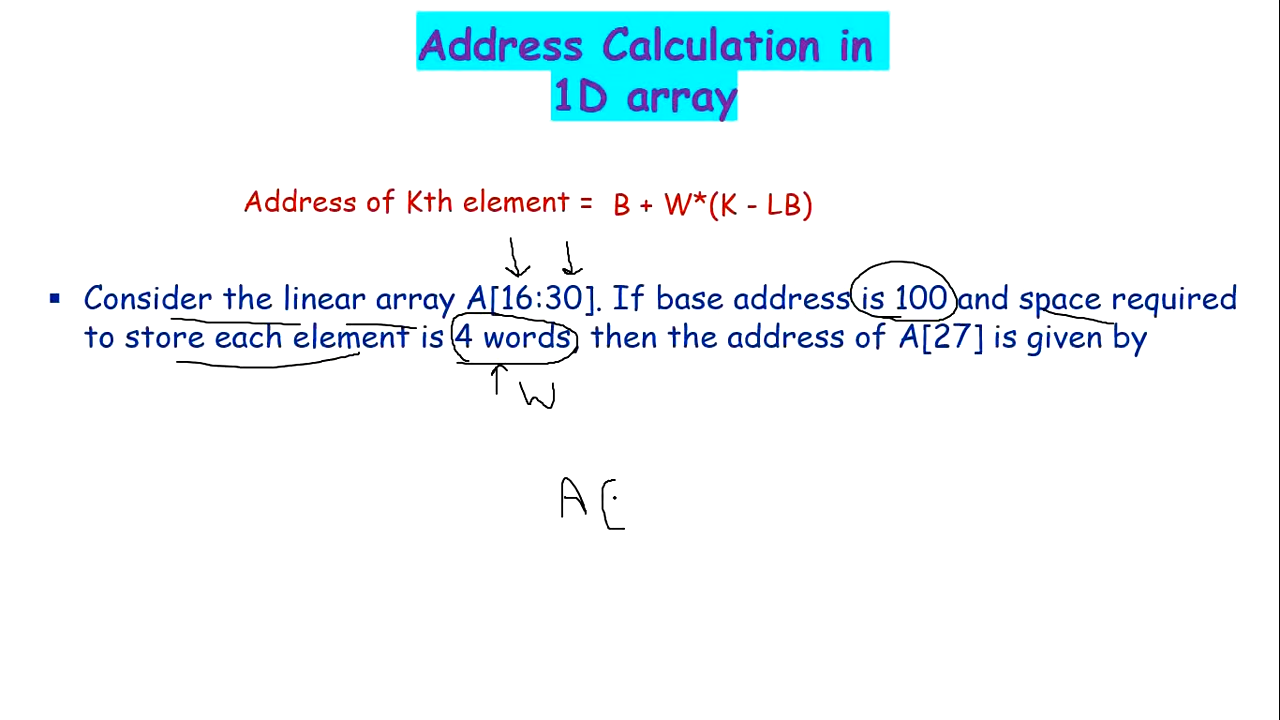 Address Calculation in
1D array
Address of Kth element = B + W*(K - LB)
▪ Consider the linear array A[16:30]. If base address is 100 and space required
to store each element is 4 words, then the address of A[27] is given by
W
A[